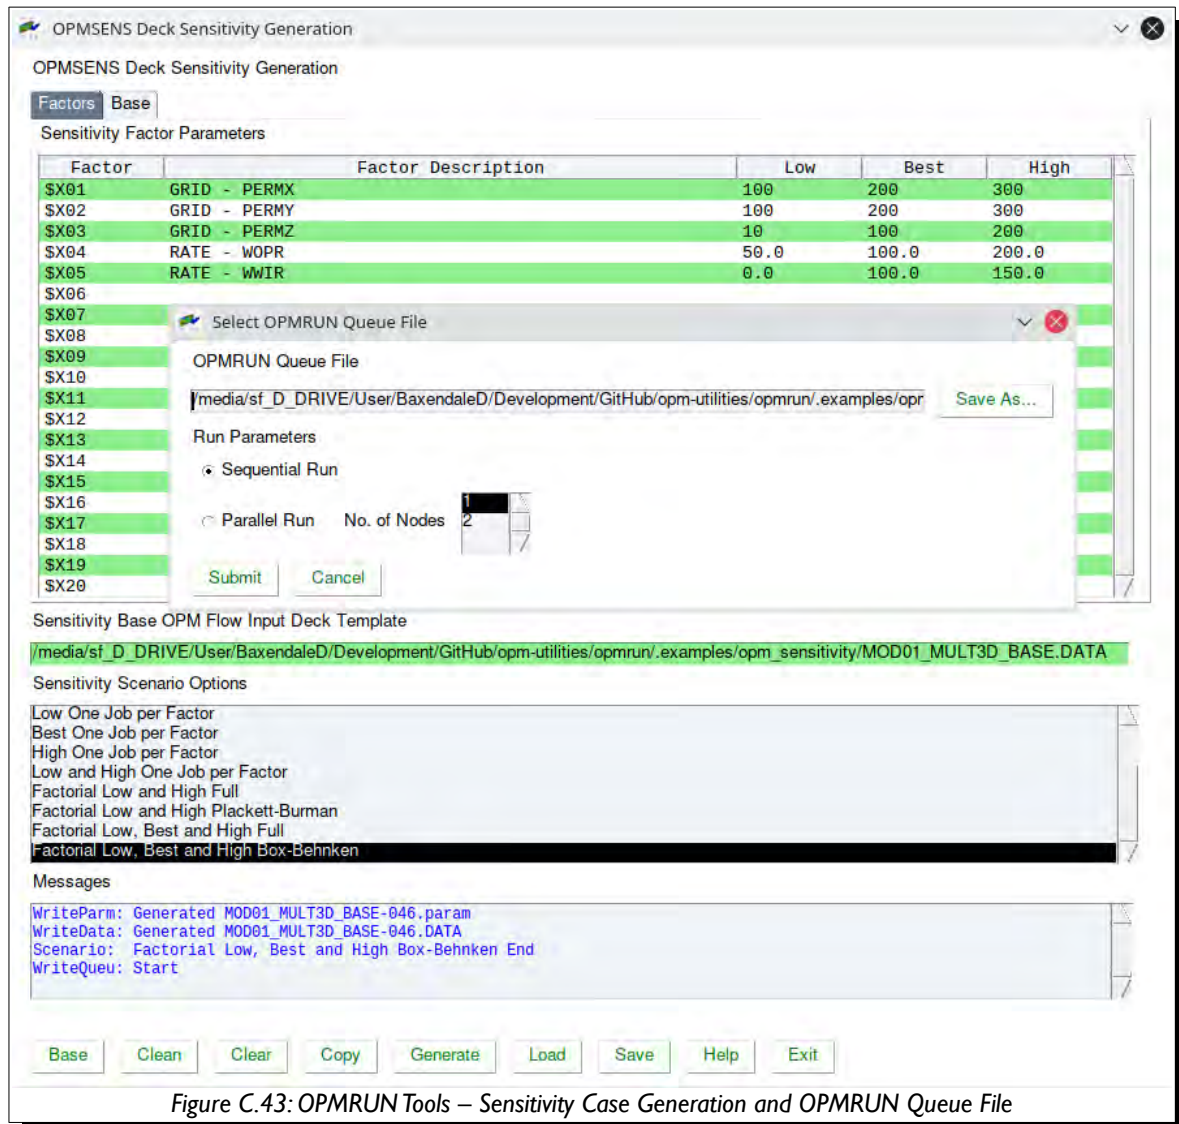 OPMSENS Deck Sensitivity Generation
OPMSENS Deck Sensitivity Generation
Factors Base
Sensitivity Factor Parameters
Factor Factor Description Low Best High
$X01 GRID - PERMX 100 200 300
$X02 GRID - PERMY 100 200 300
$X03 GRID - PERMZ 10 100 200
$X04 RATE - WOPR 50.0 100.0 200.0
$X05 RATE - WWIR 0.0 100.0 150.0
$X06
$X07
$X08
$X09
$X10
$X11
$X12
$X13
$X14
$X15
$X16
$X17
$X18
$X19
$X20
Select OPMRUN Queue File
OPMRUN Queue File
/media/sf_D_DRIVE/User/BaxendaleD/Development/GitHub/opm-utilities/opmrun/.examples/opr Save As...
Run Parameters
Sequential Run
Parallel Run No. of Nodes 1
2
Submit Cancel
Sensitivity Base OPM Flow Input Deck Template
/media/sf_D_DRIVE/User/BaxendaleD/Development/GitHub/opm-utilities/opmrun/.examples/opm_sensitivity/MOD01_MULT3D_BASE.DATA
Sensitivity Scenario Options
Low One Job per Factor
Best One Job per Factor
High One Job per Factor
Low and High One Job per Factor
Factorial Low and High Full
Factorial Low and High Plackett-Burman
Factorial Low, Best and High Full
Factorial Low, Best and High Box-Behnken
Messages
WriteParm: Generated MOD01_MULT3D_BASE-046.param
WriteData: Generated MOD01_MULT3D_BASE-046.DATA
Scenario: Factorial Low, Best and High Box-Behnken End
WriteQueu: Start
Base Clean Clear Copy Generate Load Save Help Exit
Figure C.43: OPMRUN Tools – Sensitivity Case Generation and OPMRUN Queue File